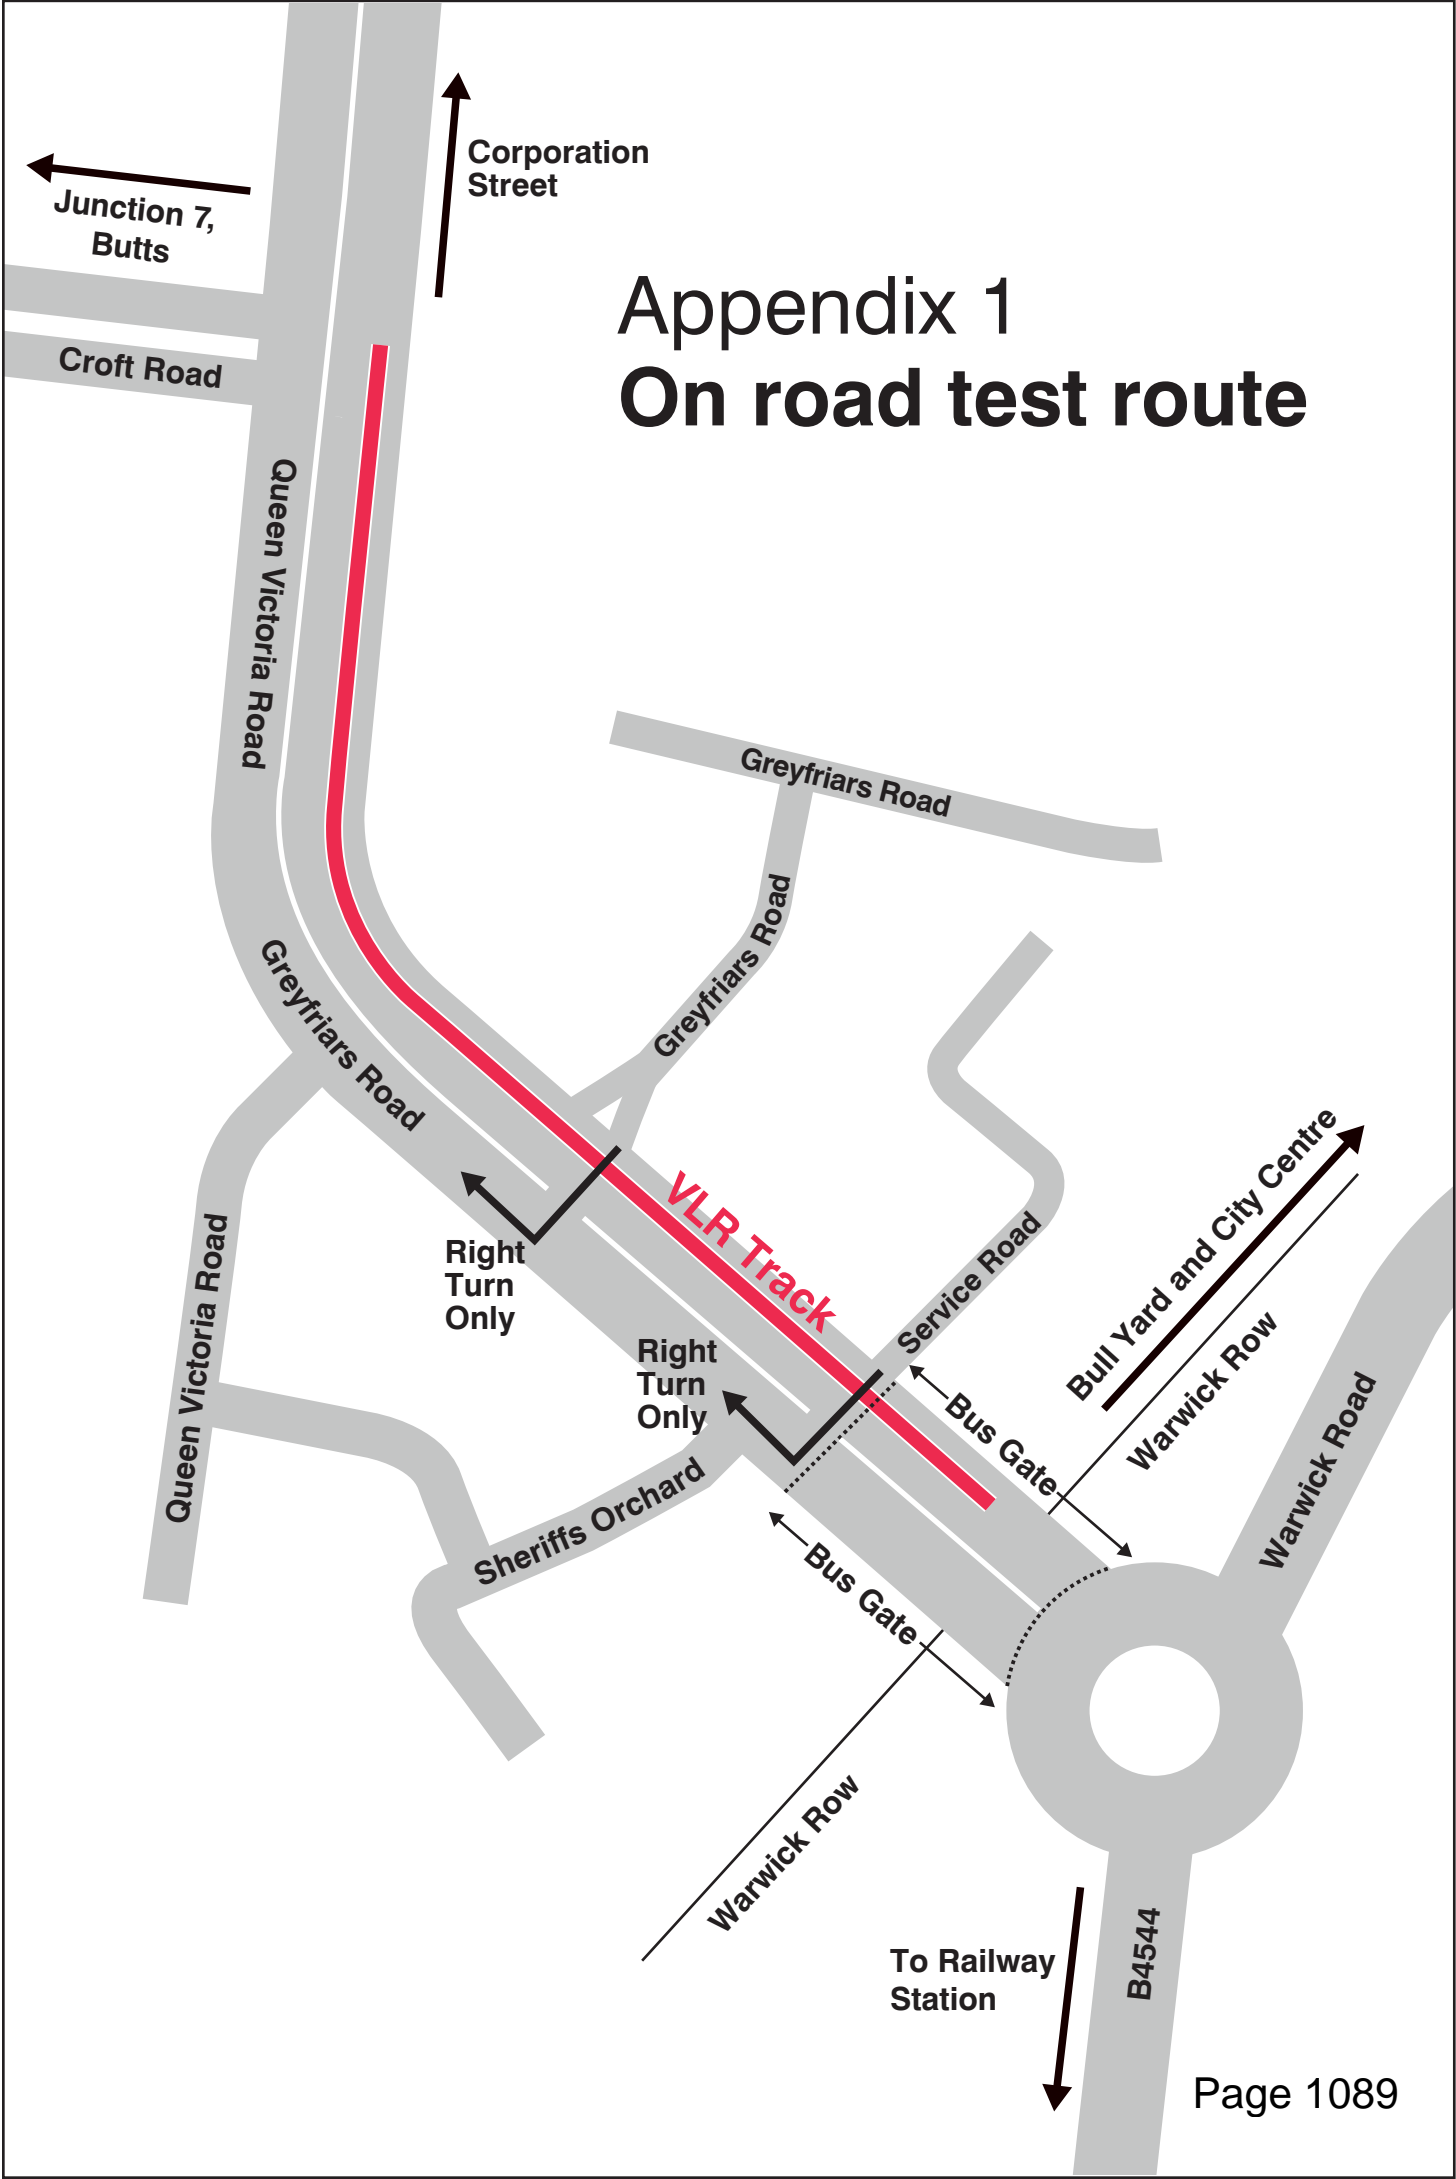 Corporation
Street
Junction 7,
Butts
Appendix 1
On road test route
Croft Road
Queen Victoria Road
Greyfriars Road
Greyfriars Road
Greyfriars Road
VLR Track
Right
Turn
Only
Right
Turn
Only
Service Road
Bull Yard and City Centre
Warwick Row
Warwick Road
Queen Victoria Road
Sheriffs Orchard
Bus Gate
Bus Gate
Warwick Row
To Railway
Station
B4544
Page 1089